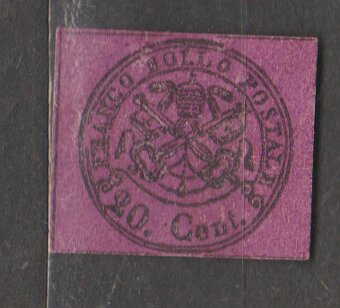 FRANCO BOLLO POSTALE
20. Cent.